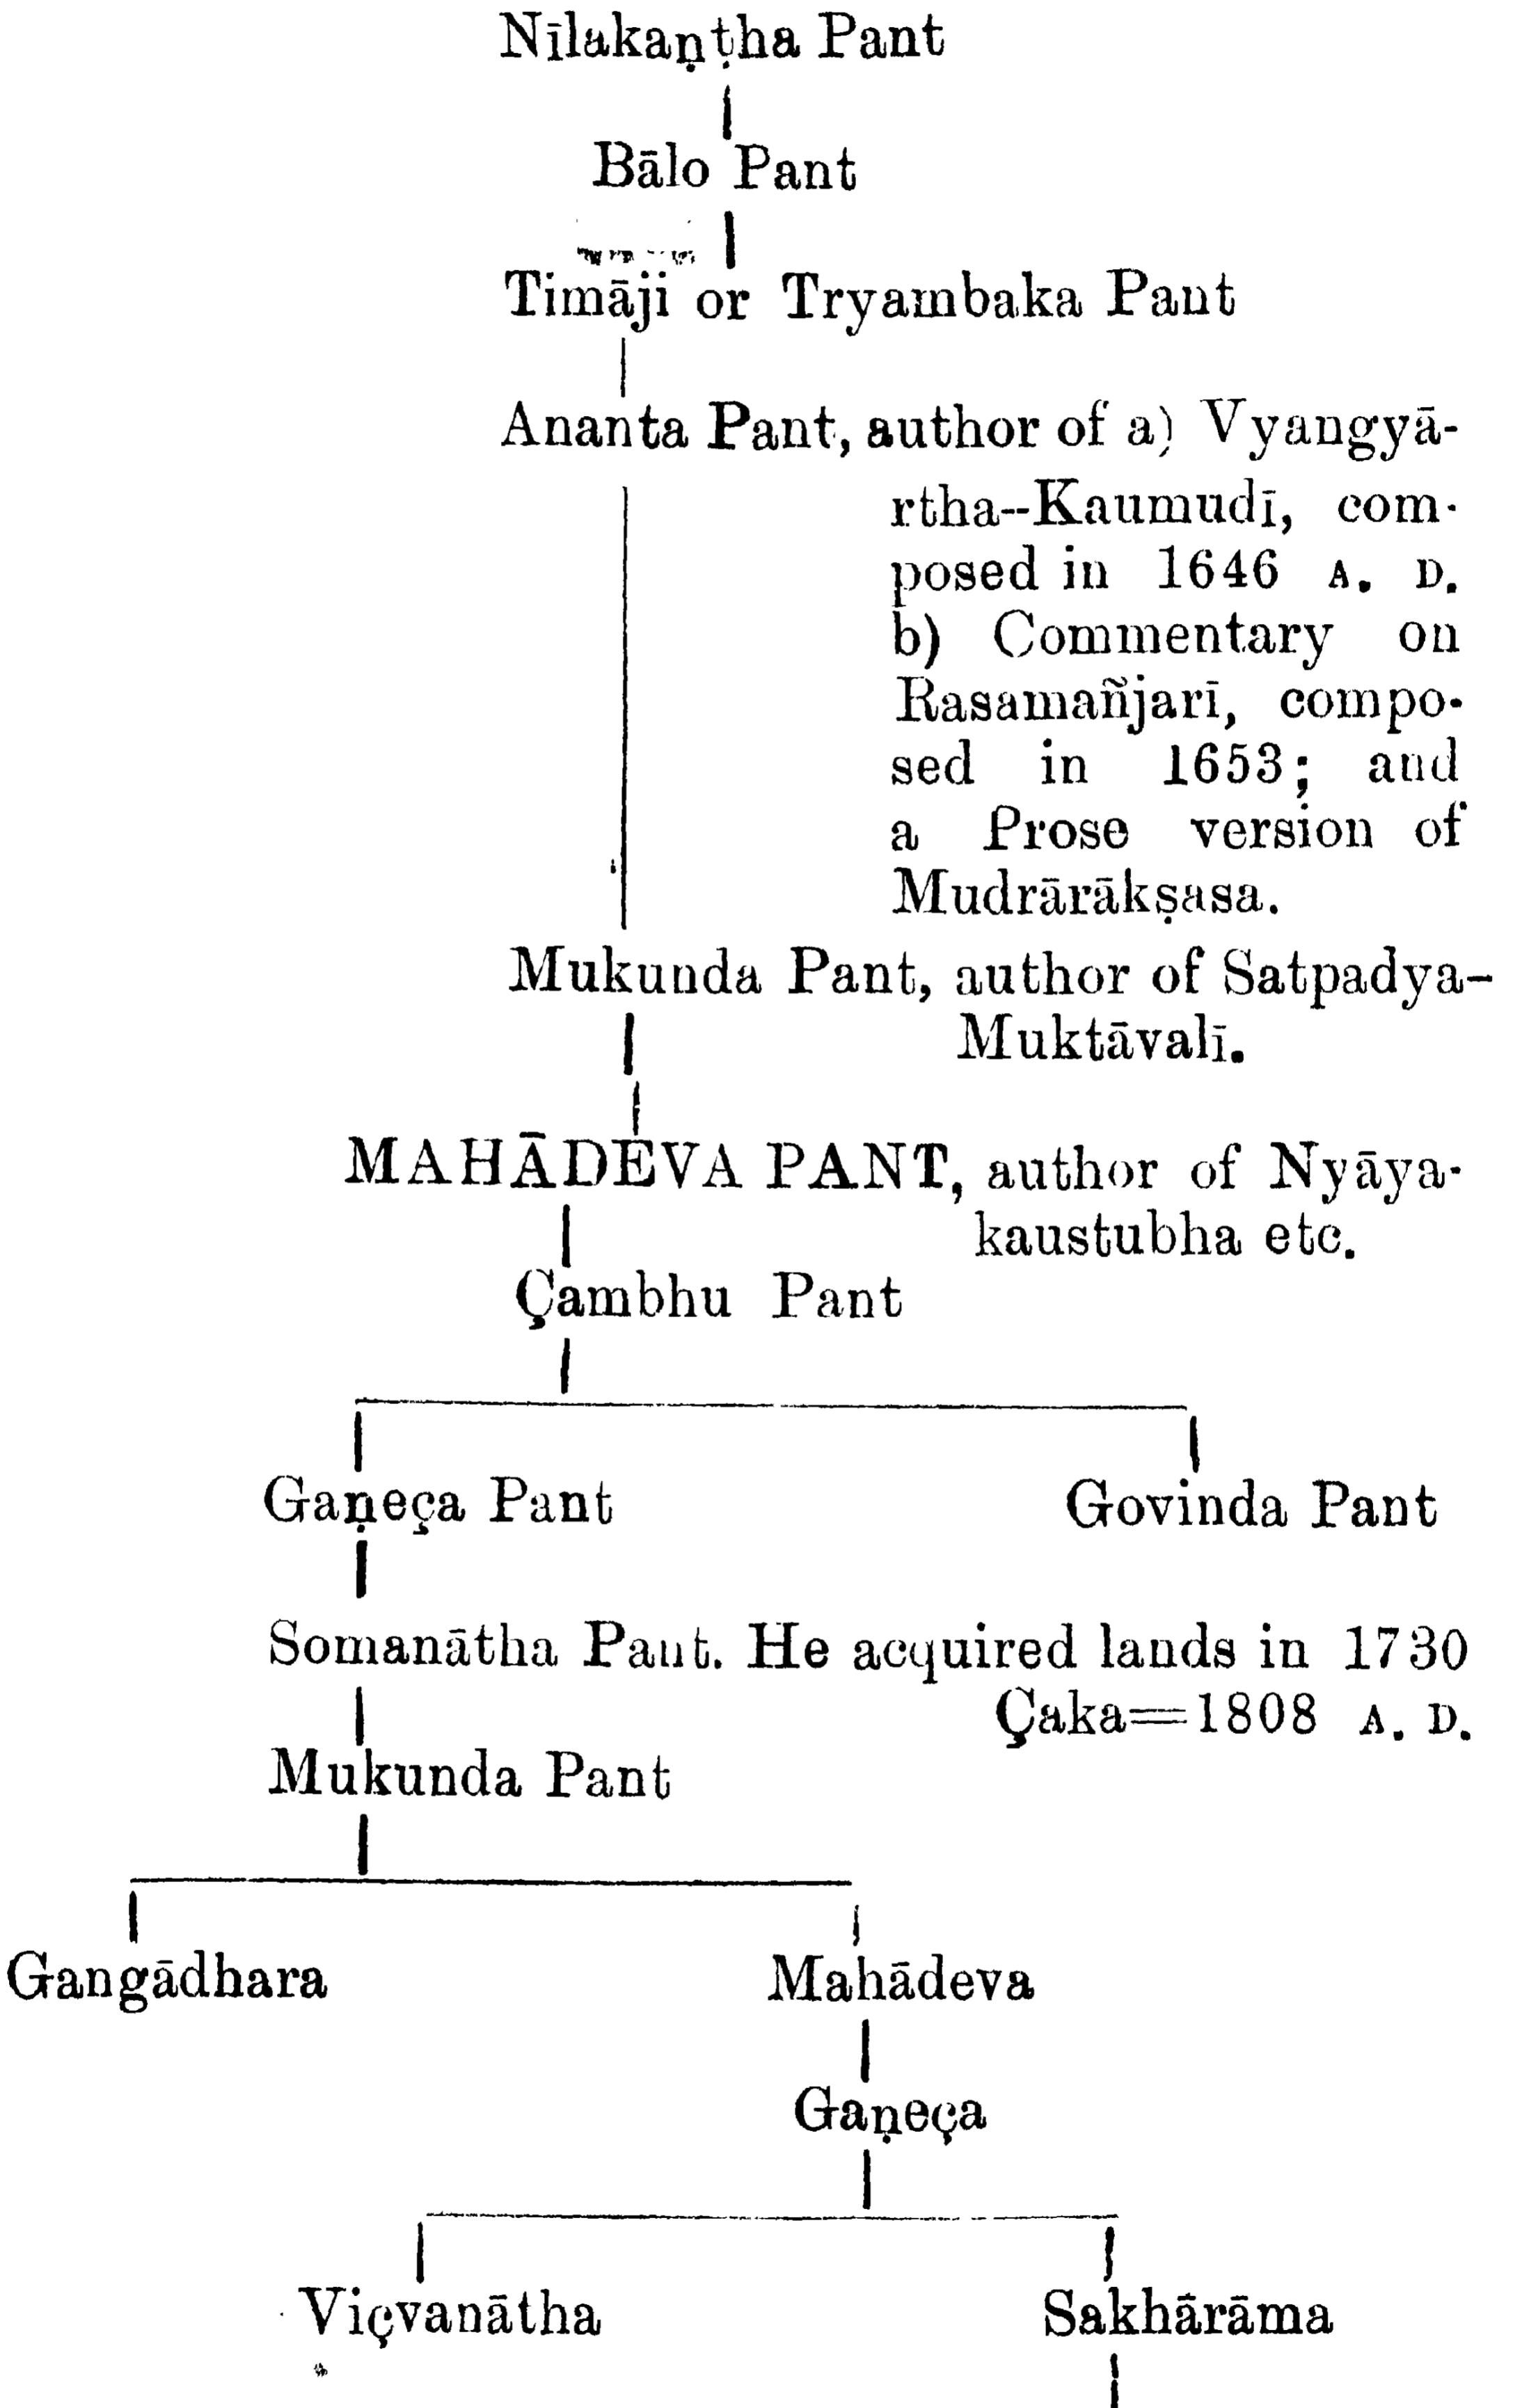 Nīlakaṇṭha Pant
Bālo Pant
Timāji or Tryambaka Pant
Ananta Pant, author of a) Vyangyā-
rtha--Kaumudī, com-
posed in 1646 A. D.
b) Commentary on
Rasamañjarī, compo-
sed in 1653; and
a Prose version of
Mudrārākṣasa.
Mukunda Pant, author of Satpadya-
Muktāvalī.
MAHĀDEVA PANT, author of Nyāya-
kaustubha etc.
Çambhu Pant
Gaṇeça Pant Govinda Pant
Somanātha Pant. He acquired lands in 1730
Çaka=1808 A. D.
Mukunda Pant
Gangādhara Mahādeva
Gaṇeça
Viçvanātha Sakhārāma